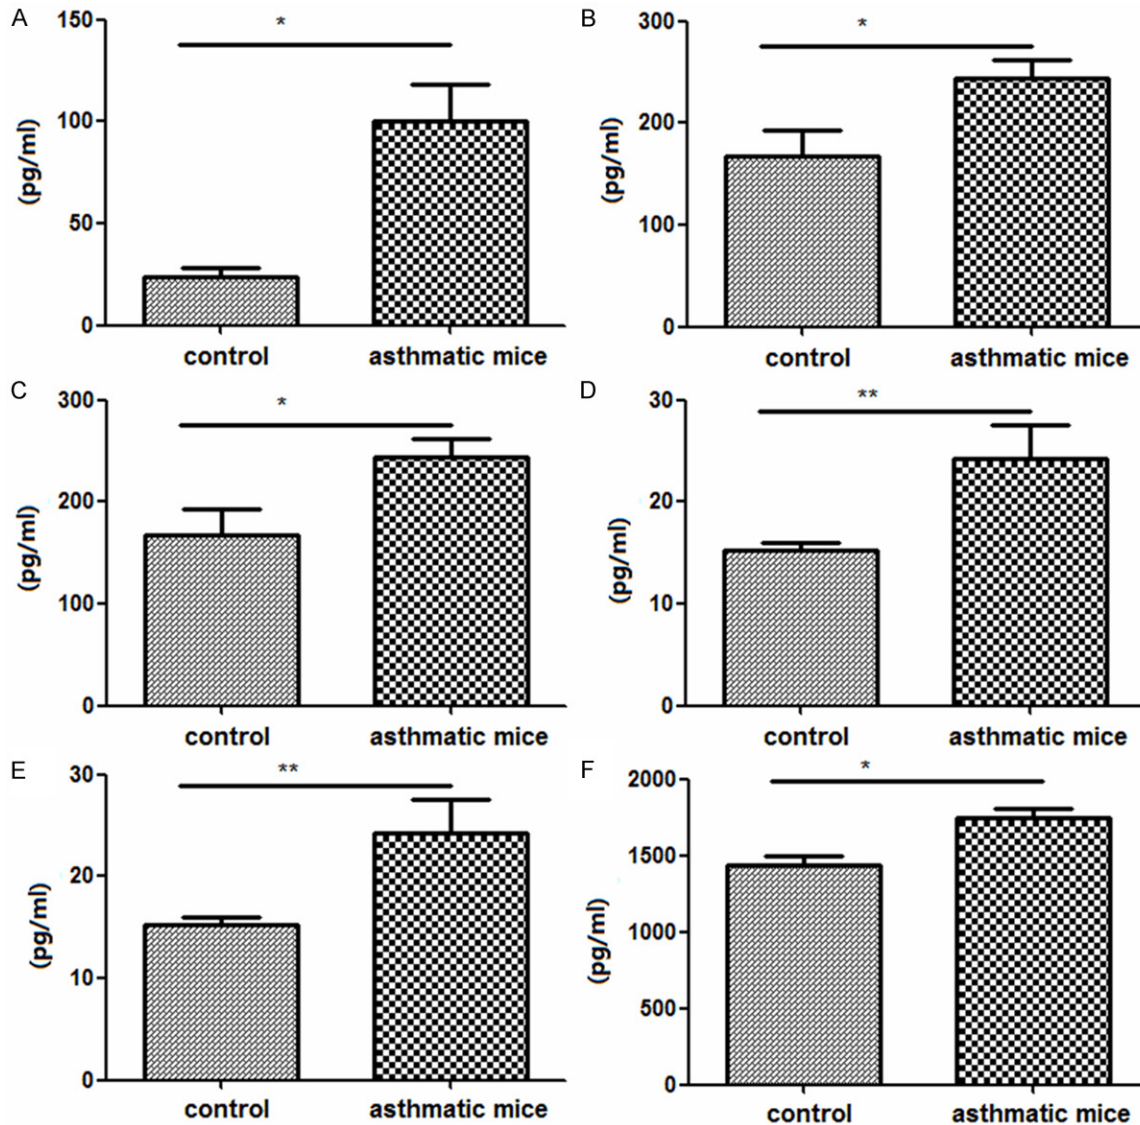 A
150
100
50
0
(pg/ml)
*
control
asthmatic mice
B
300
200
100
0
(pg/ml)
*
control
asthmatic mice
C
300
200
100
0
(pg/ml)
*
control
asthmatic mice
D
30
20
10
0
(pg/ml)
**
control
asthmatic mice
E
30
20
10
0
(pg/ml)
**
control
asthmatic mice
F
2000
1500
1000
500
0
(pg/ml)
*
control
asthmatic mice